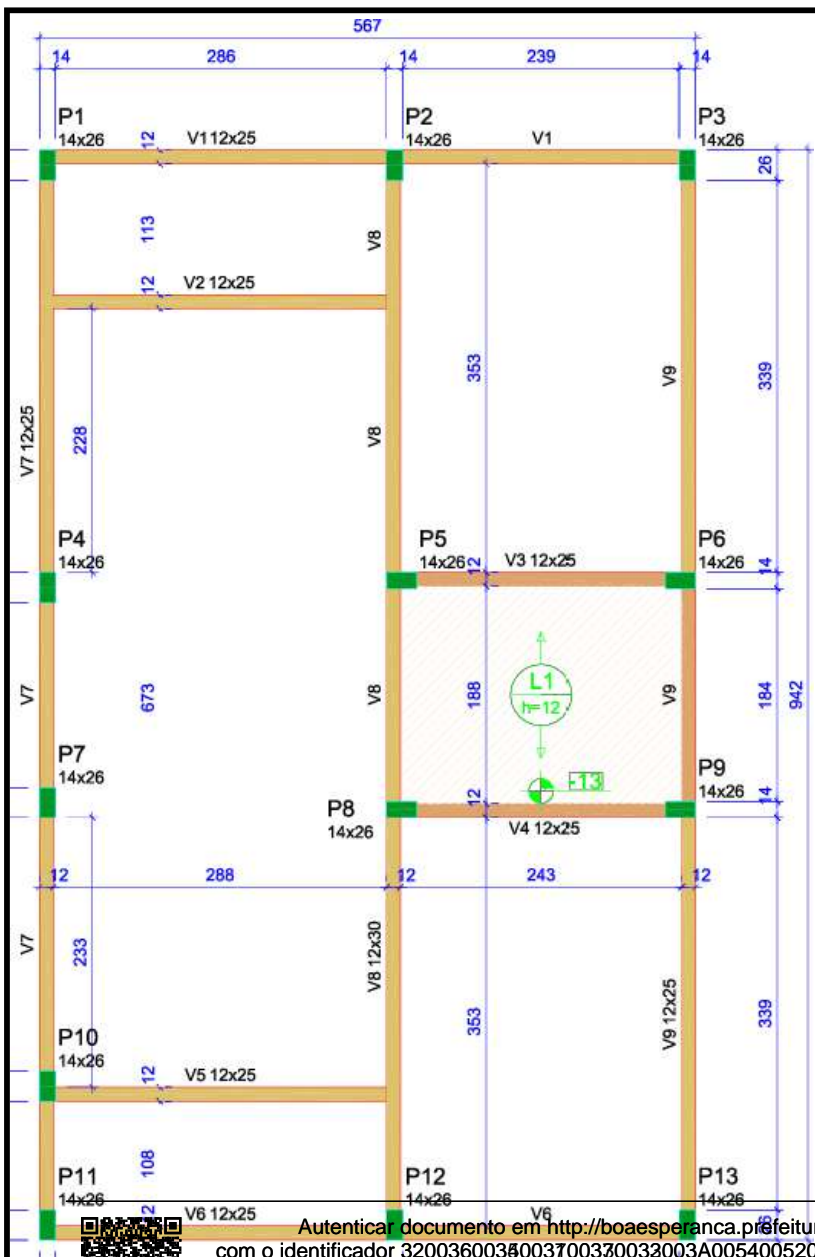 567
14 286 14 239 14
P1 P2 P3
14x26 12 V1 12x25 14x26 V1 14x26
26
113
V8
12 V2 12x25
353
339
V9
V8
V7 12x25
228
P4 P5 P6
14x26 14x26 12 V3 12x25 14x26
14
L1
h=12
V7 673 V8 188 V9 184 942
P7 P9
14x26 -13 14x26
P8 12 14
14x26 V4 12x25
12 288 12 243 12
V7
233
V8 12x30
353
V9 12x25
339
P10
14x26
12 V5 12x25
108
P11 P12 P13
14x26 14x26 14x26
V6 12x25 V6
Autenticar documento em http://boaesperanca.prefeitur
com o identificador